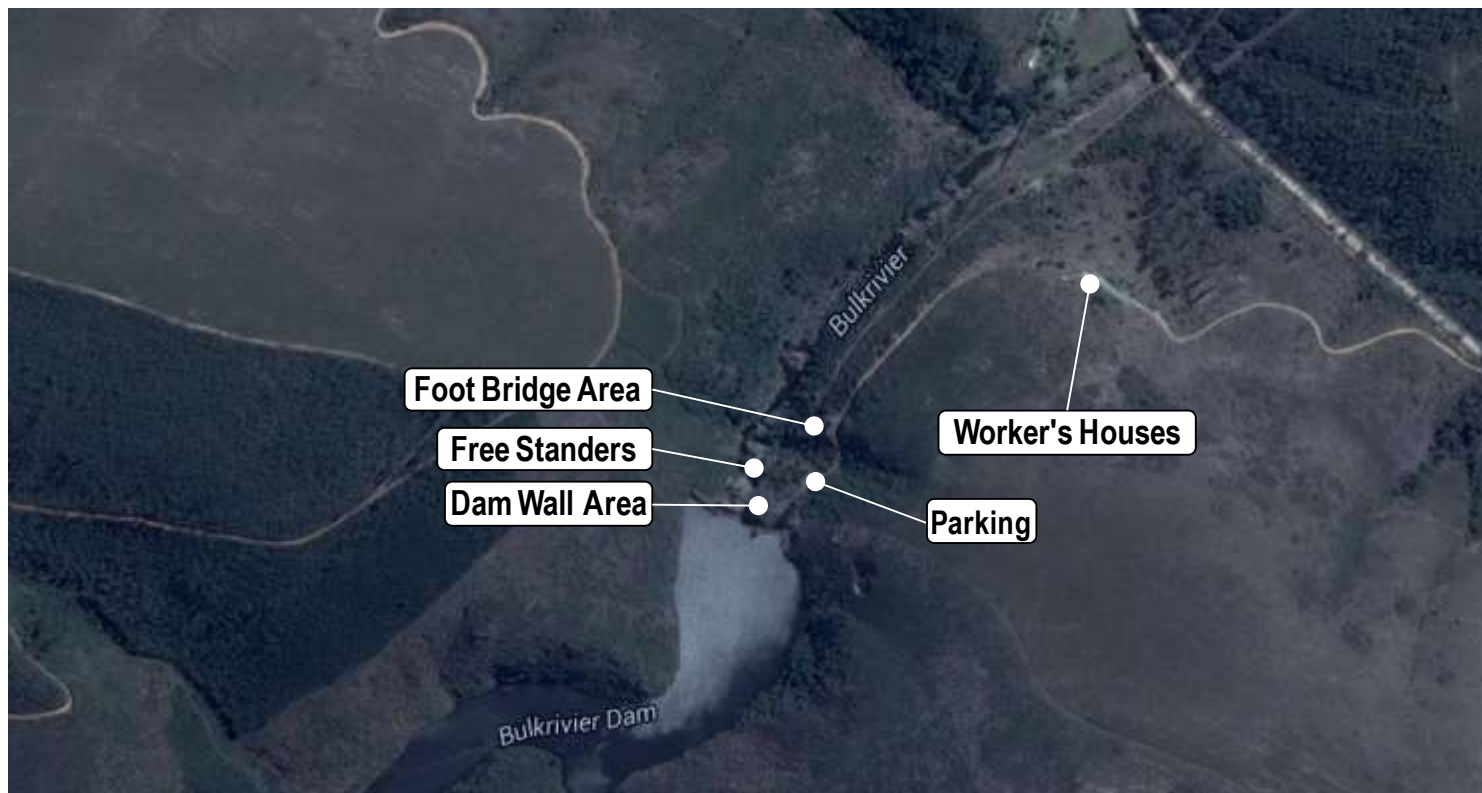 Bulkrivier
Foot Bridge Area
Free Standers
Worker's Houses
Dam Wall Area
Parking
Bulkrivier Dam